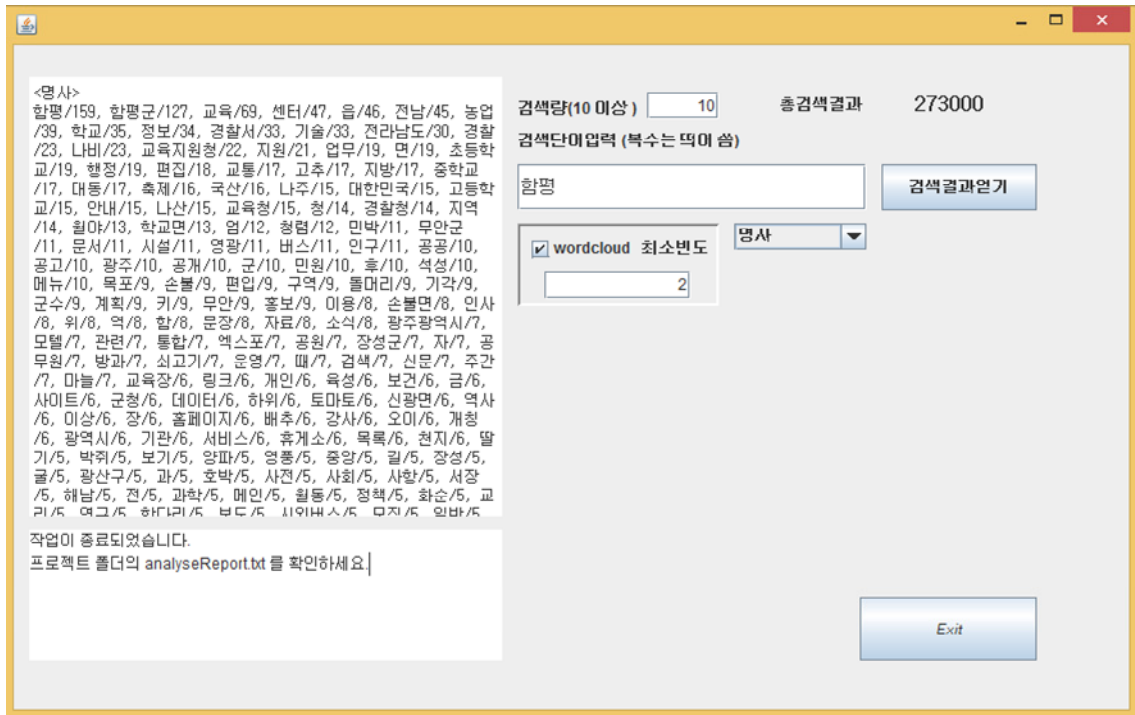 <명사>
함평/159, 함평군/127, 교육/69, 센터/47, 읍/46, 전남/45, 농업
/39, 학교/35, 정보/34, 경찰서/33, 기술/33, 전라남도/30, 경찰
/23, 나비/23, 교육지원청/22, 지원/21, 업무/19, 면/19, 초등학
교/19, 행정/19, 편집/18, 교통/17, 고추/17, 지방/17, 중학교
/17, 대동/17, 축제/16, 국산/16, 나주/15, 대한민국/15, 고등학
교/15, 안내/15, 나산/15, 교육청/15, 청/14, 경찰청/14, 지역
/14, 월야/13, 학교면/13, 엄/12, 청렴/12, 민박/11, 무안군
/11, 문서/11, 시설/11, 영광/11, 버스/11, 인구/11, 공공/10,
공고/10, 광주/10, 공개/10, 군/10, 민원/10, 후/10, 석성/10,
메뉴/10, 목포/9, 손불/9, 편입/9, 구역/9, 돌머리/9, 기각/9,
군수/9, 계획/9, 키/9, 무안/9, 홍보/9, 이용/8, 손불면/8, 인사
/8, 위/8, 역/8, 합/8, 문장/8, 자료/8, 소식/8, 광주광역시/7,
모텔/7, 관련/7, 통합/7, 엑스포/7, 공원/7, 장성군/7, 자/7, 공
무원/7, 방과/7, 쇠고기/7, 운영/7, 때/7, 검색/7, 신문/7, 주간
/7, 마늘/7, 교육장/6, 링크/6, 개인/6, 육성/6, 보건/6, 금/6,
사이트/6, 군청/6, 데이터/6, 하위/6, 토마토/6, 신광면/6, 역사
/6, 이상/6, 장/6, 홈페이지/6, 배추/6, 강사/6, 오이/6, 개칭
/6, 광역시/6, 기관/6, 서비스/6, 휴게소/6, 목록/6, 천지/6, 딸
기/5, 박쥐/5, 보기/5, 양파/5, 영풍/5, 중앙/5, 길/5, 장성/5,
굴/5, 광산구/5, 과/5, 호박/5, 사전/5, 사회/5, 사항/5, 서장
/5, 해남/5, 전/5, 과학/5, 메인/5, 월동/5, 정책/5, 화순/5, 교
리/5, 연구/5, 한다리/5, 보도/5, 시외버스/5, 모집/5, 일반/5,
작업이 종료되었습니다.
프로젝트 폴더의 analyseReport.txt 를 확인하세요.
검색량(10 이상 ) 10 총검색결과 273000
검색단어입력 (복수는 띄어 씀)
함평 검색결과얻기
wordcloud 최소빈도 명사
2
Exit